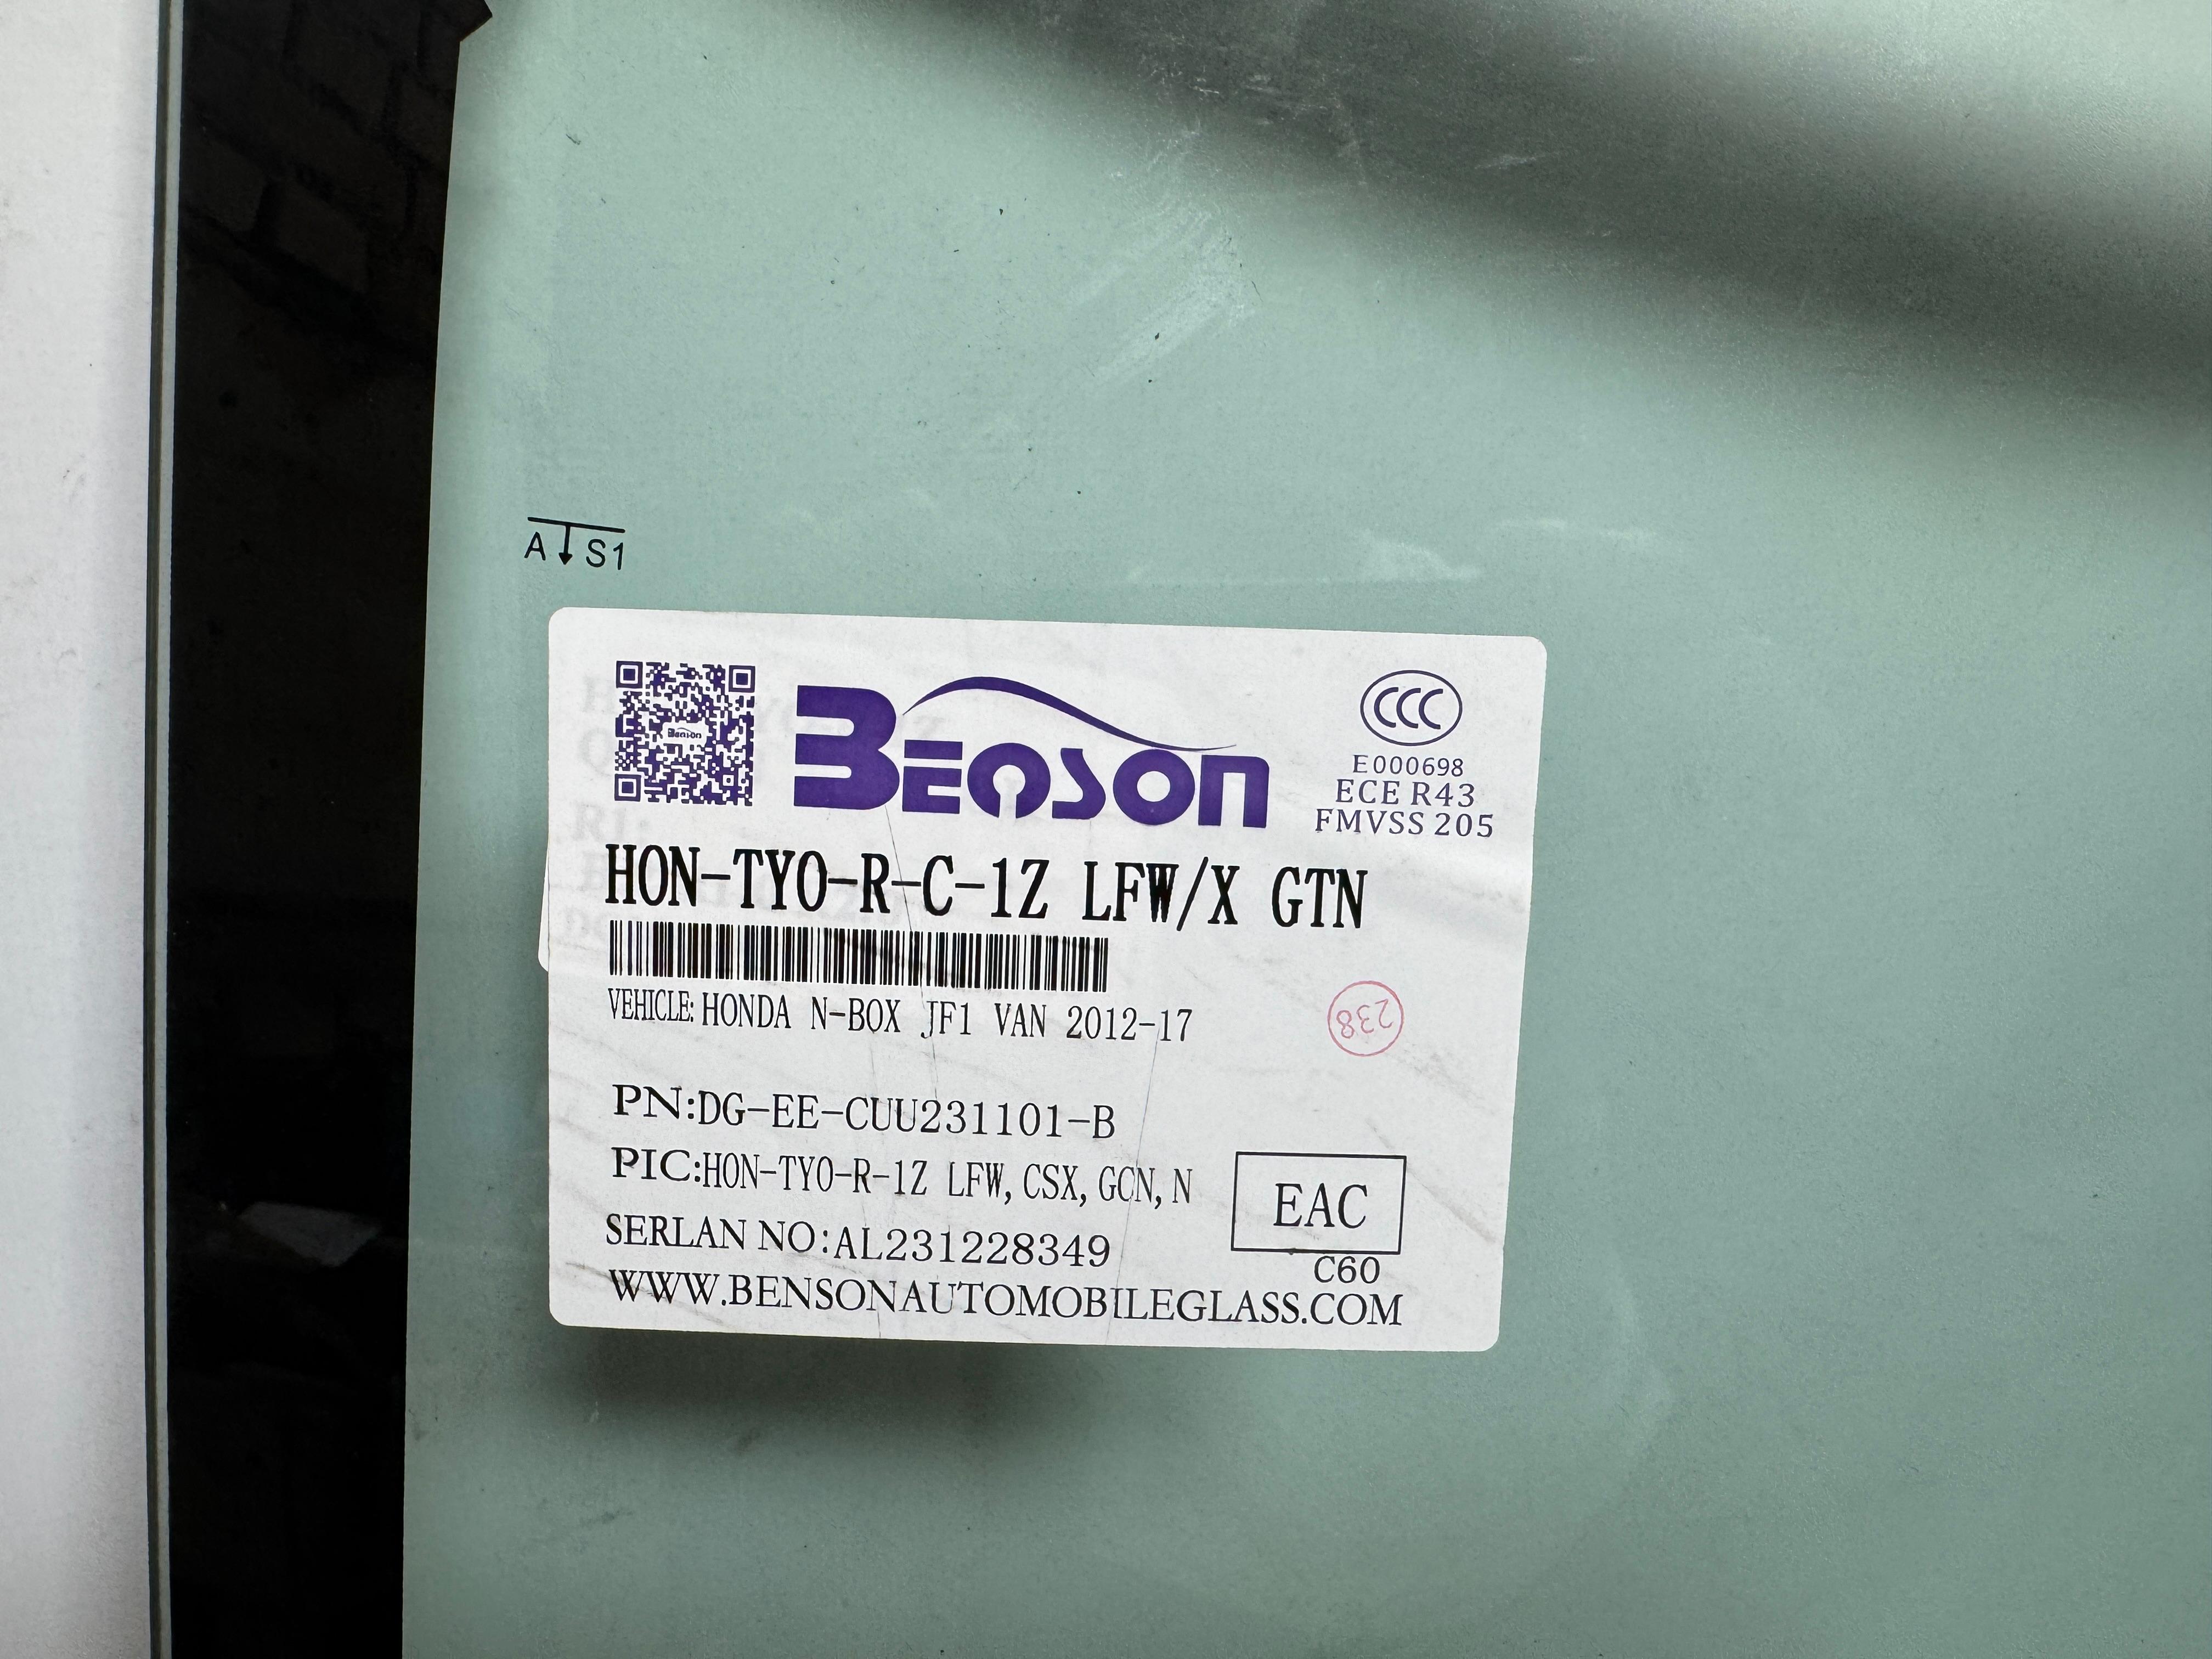 A S1
BENSON
CCC
E000698
ECE R43
FMVSS 205
HON-TYO-R-C-1Z LFW/X GTN
VEHICLE: HONDA N-BOX JF1 VAN 2012-17
238
PN:DG-EE-CUU231101-B
PIC:HON-TYO-R-1Z LFW, CSX, GCN, N
EAC
C60
SERLAN NO:AL231228349
WWW.BENSONAUTOMOBILEGLASS.COM